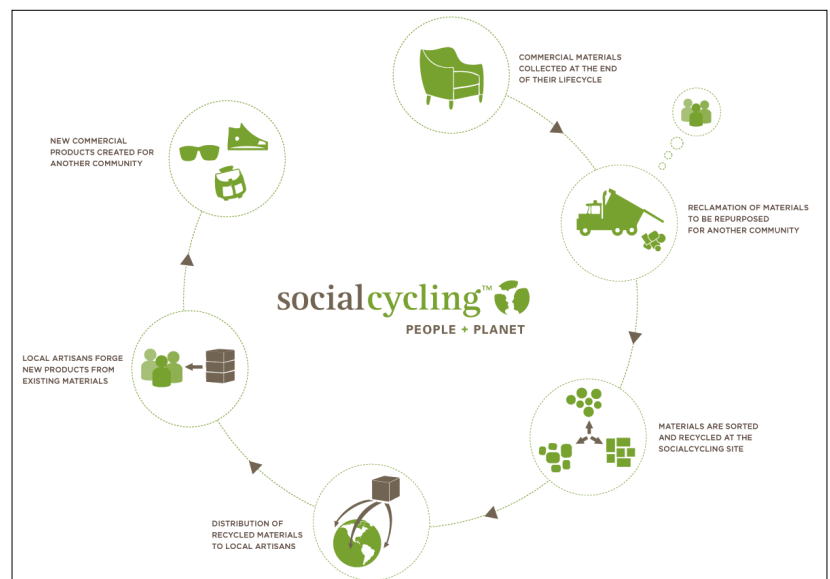 COMMERCIAL MATERIALS
COLLECTED AT THE END
OF THEIR LIFECYCLE
RECLAMATION OF MATERIALS
TO BE REPURPOSED
FOR ANOTHER COMMUNITY
MATERIALS ARE SORTED
AND RECYCLED AT THE
SOCIALCYCLING SITE
DISTRIBUTION OF
RECYCLED MATERIALS
TO LOCAL ARTISANS
LOCAL ARTISANS FORGE
NEW PRODUCTS FROM
EXISTING MATERIALS
NEW COMMERCIAL
PRODUCTS CREATED FOR
ANOTHER COMMUNITY
socialcycling™
PEOPLE + PLANET